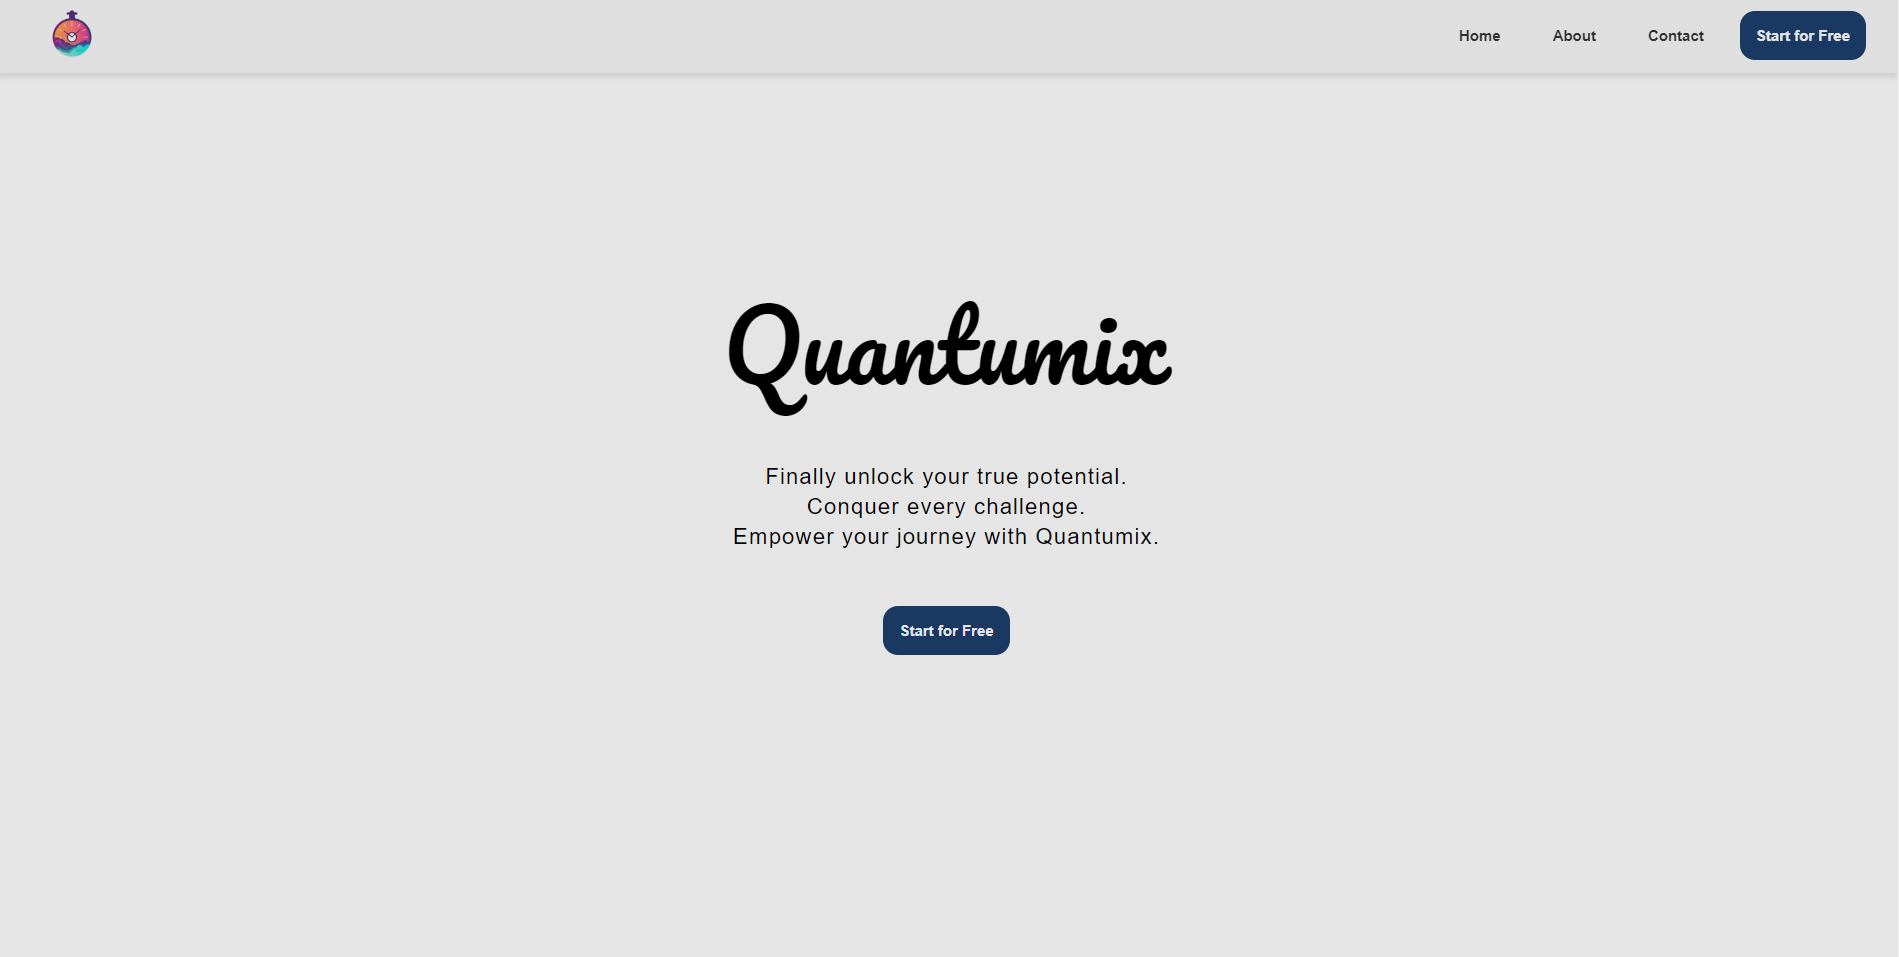 Home
About
Contact
Start for Free
Quantumix
Finally unlock your true potential.
Conquer every challenge.
Empower your journey with Quantumix.
Start for Free